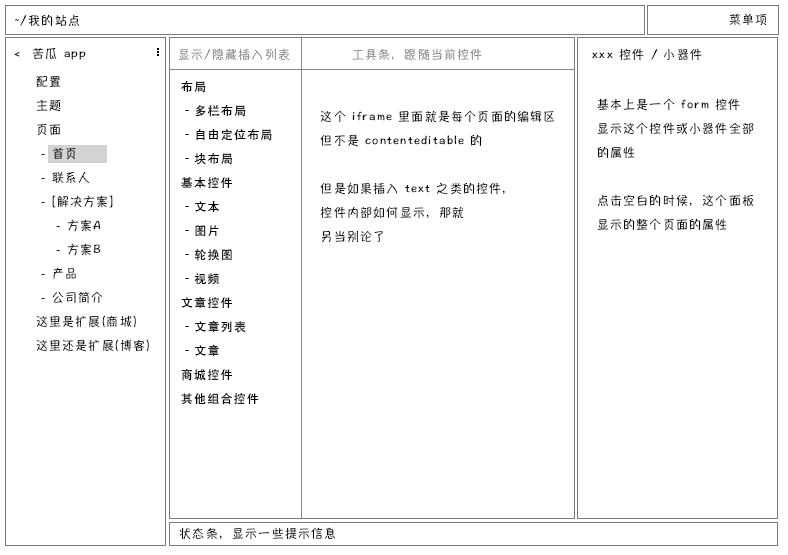 ~/我的站点
菜单项
< 苦瓜 app
配置
主题
页面
- 首页
- 联系人
- [解决方案]
- 方案A
- 方案B
- 产品
- 公司简介
这里是扩展(商城)
这里还是扩展(博客)
显示/隐藏插入列表
布局
- 多栏布局
- 自由定位布局
- 块布局
基本控件
- 文本
- 图片
- 轮换图
- 视频
文章控件
- 文章列表
- 文章
商城控件
其他组合控件
工具条，跟随当前控件
这个 iframe 里面就是每个页面的编辑区
但不是 contenteditable 的
但是如果插入 text 之类的控件，
控件内部如何显示，那就
另当别论了
xxx 控件 / 小器件
基本上是一个 form 控件
显示这个控件或小器件全部
的属性
点击空白的时候，这个面板
显示的整个页面的属性
状态条，显示一些提示信息